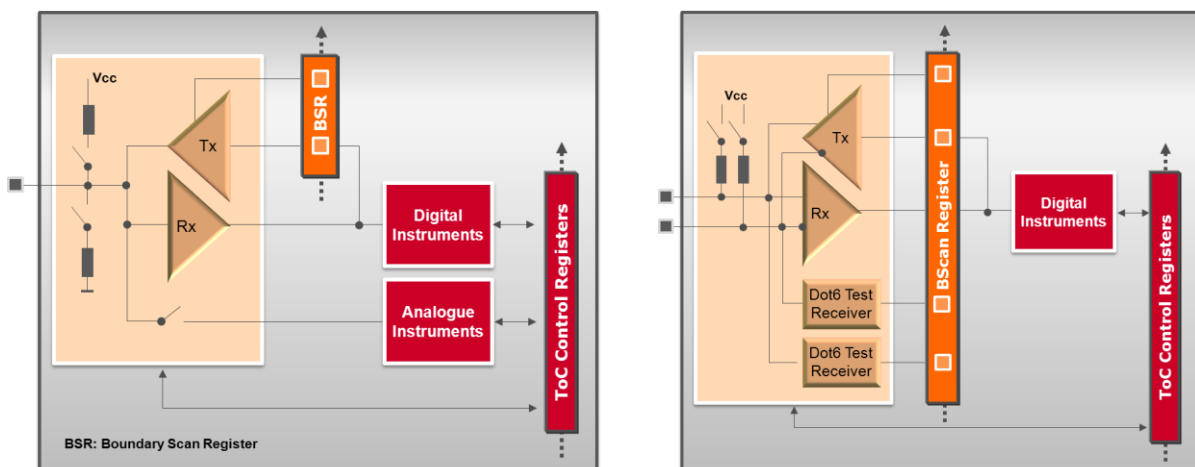 Vcc
Tx
Rx
BSR
Digital
Instruments
Analogue
Instruments
ToC Control Registers
BSR: Boundary Scan Register
Vcc
Tx
Rx
Dot6 Test
Receiver
Dot6 Test
Receiver
BScan Register
Digital
Instruments
ToC Control Registers